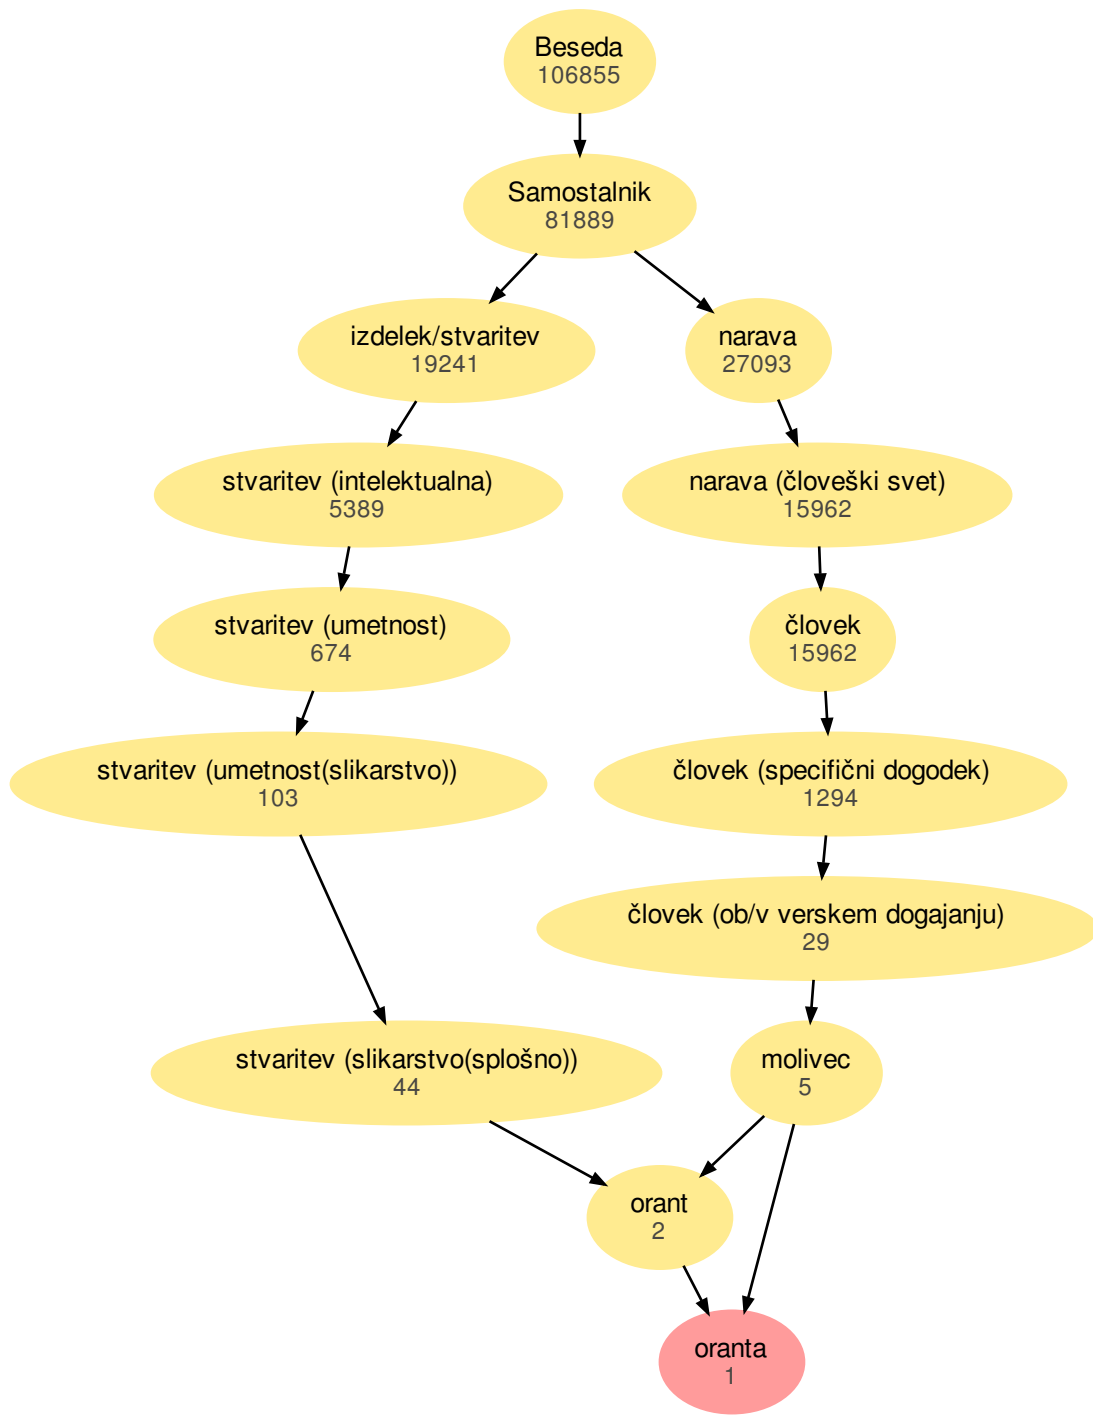 Beseda
106855
Samostalnik
81889
izdelek/stvaritev
19241
narava
27093
stvaritev (intelektualna)
5389
narava (človeški svet)
15962
stvaritev (umetnost)
674
človek
15962
stvaritev (umetnost(slikarstvo))
103
človek (specifični dogodek)
1294
človek (ob/v verskem dogajanju)
29
stvaritev (slikarstvo(splošno))
44
molivec
5
orant
2
oranta
1